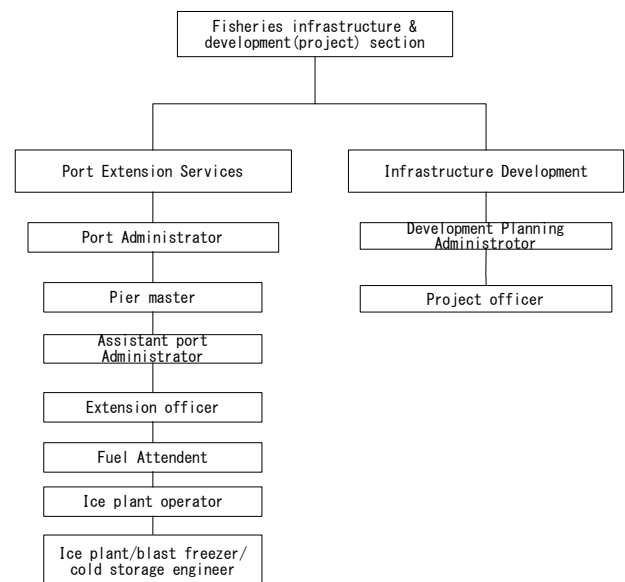 Fisheries infrastructure &
development(project) section
Port Extension Services
Infrastructure Development
Port Administrator
Development Planning
Administrotor
Pier master
Project officer
Assistant port
Administrator
Extension officer
Fuel Attendent
Ice plant operator
Ice plant/blast freezer/
cold storage engineer